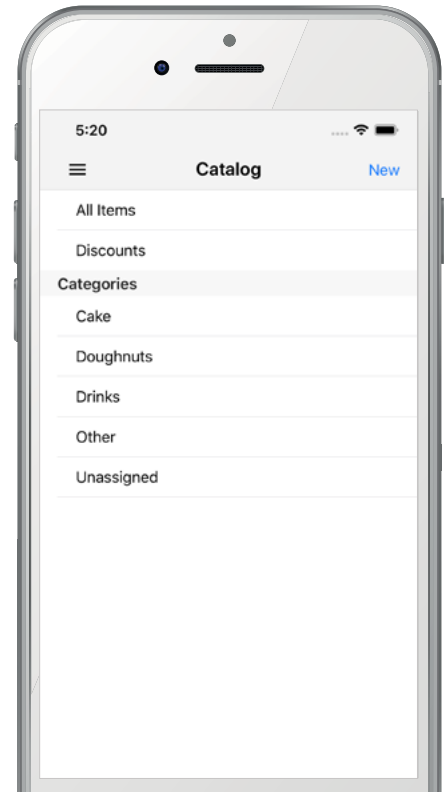 5:20
Catalog New
All Items
Discounts
Categories
Cake
Doughnuts
Drinks
Other
Unassigned